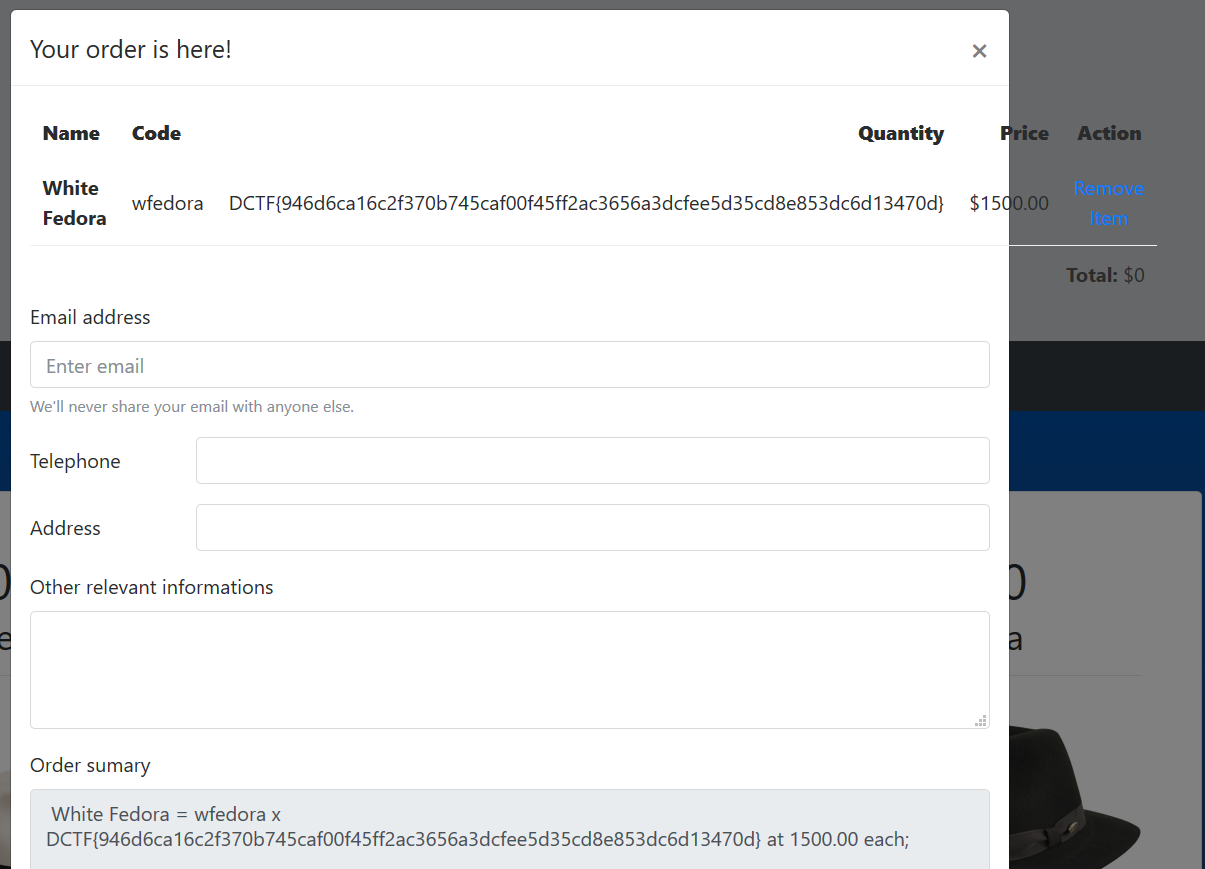 Your order is here!
×
Name Code Quantity Price Action
White Fedora wfedora DCTF{946d6ca16c2f370b745caf00f45ff2ac3656a3dcfee5d35cd8e853dc6d13470d} $1500.00 Remove Item
Total: $0
Email address
Enter email
We'll never share your email with anyone else.
Telephone
Address
Other relevant informations
0
0
e
a
Order sumary
White Fedora = wfedora x
DCTF{946d6ca16c2f370b745caf00f45ff2ac3656a3dcfee5d35cd8e853dc6d13470d} at 1500.00 each;